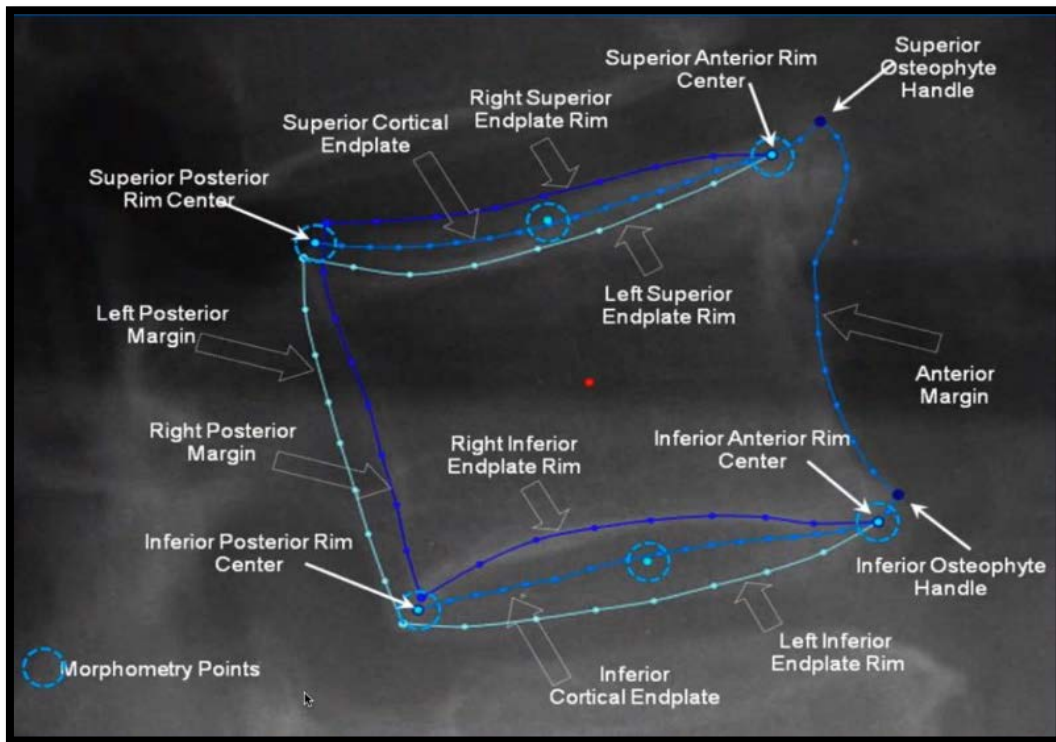 Superior Anterior Rim
Center
Superior
Osteophyte
Handle
Right Superior
Endplate Rim
Superior Cortical
Endplate
Superior Posterior
Rim Center
Left Superior
Endplate Rim
Left Posterior
Margin
Anterior
Margin
Right Posterior
Margin
Right Inferior
Endplate Rim
Inferior Anterior Rim
Center
Inferior Posterior Rim
Center
Inferior Osteophyte
Handle
Left Inferior
Endplate Rim
Inferior
Cortical Endplate
Morphometry Points